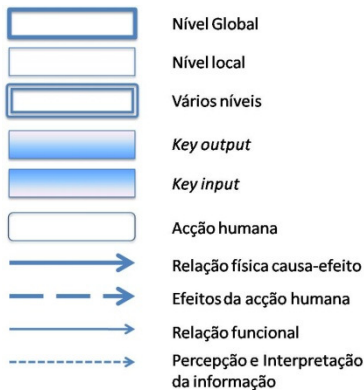 Nível Global
Nível local
Vários níveis
Key output
Key input
Acção humana
Relação física causa-efeito
Efeitos da acção humana
Relação funcional
Percepção e Interpretação
da informação